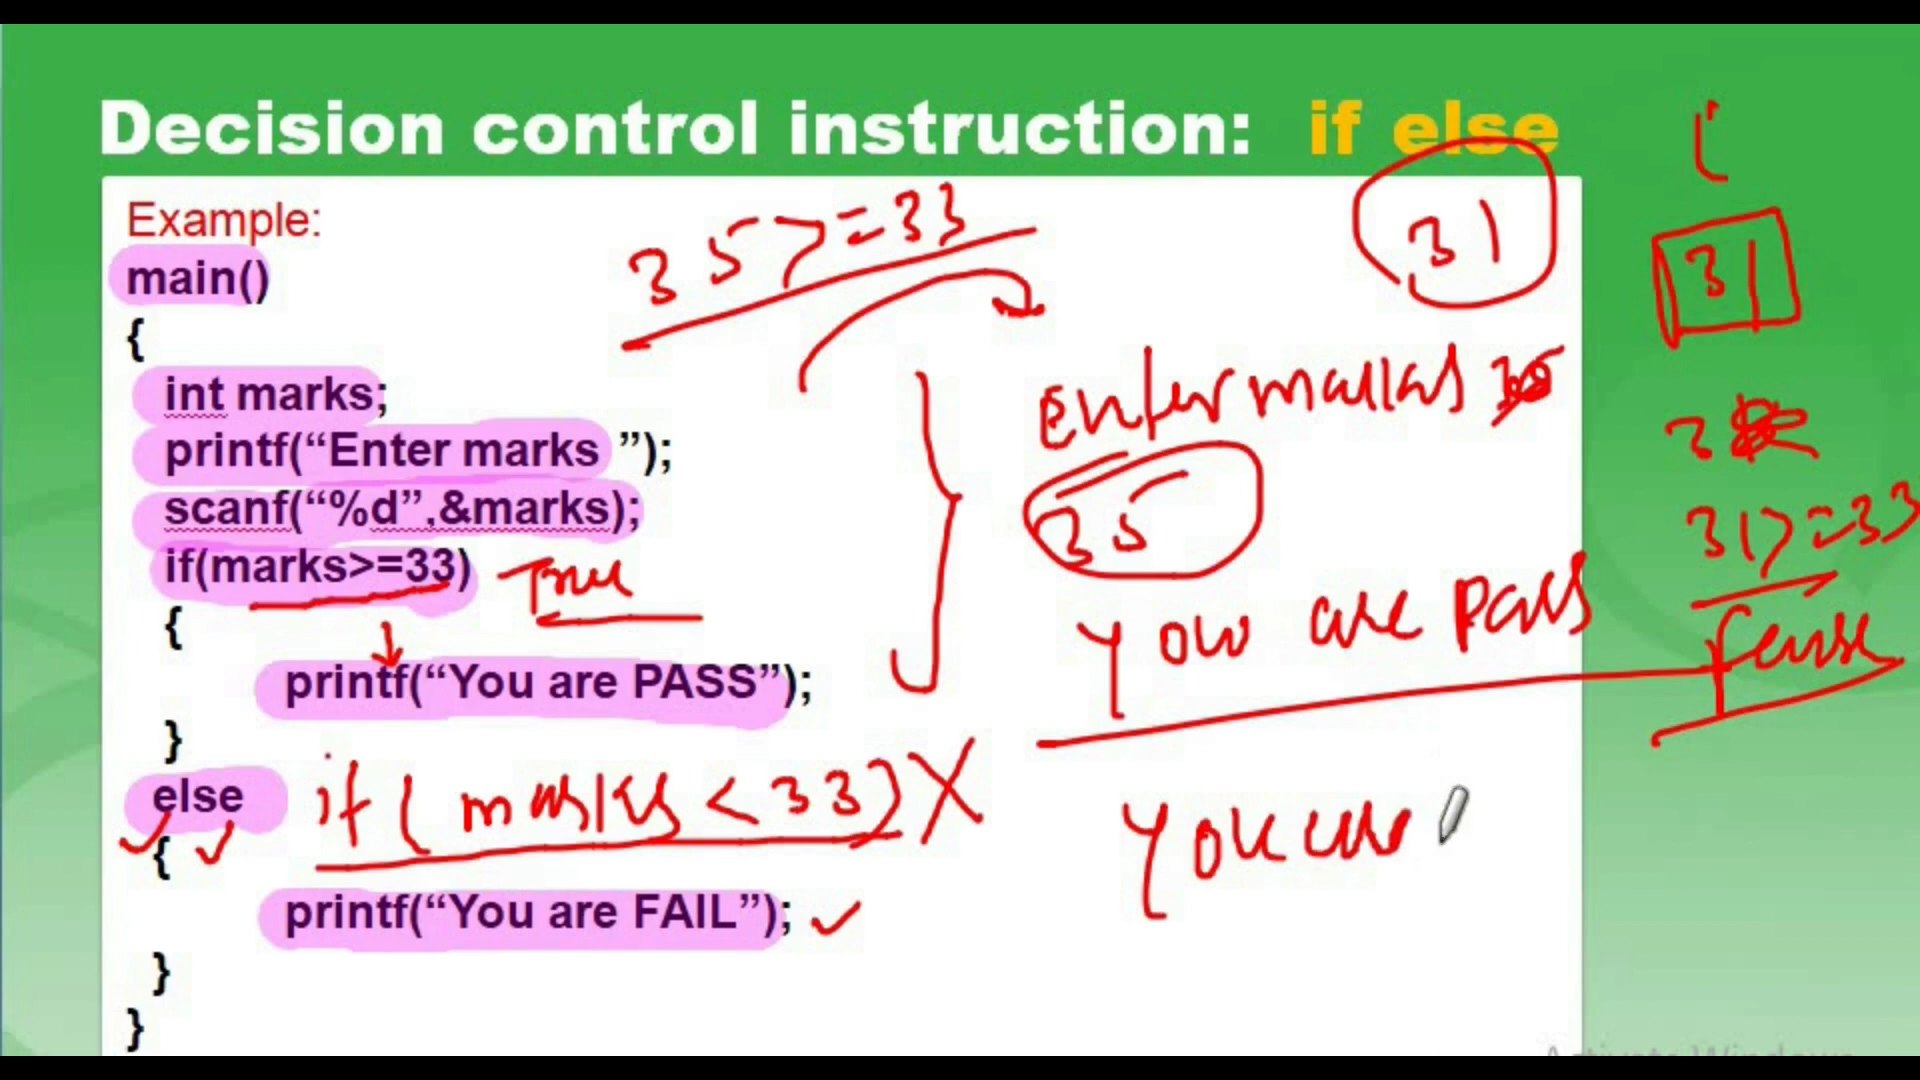 Decision control instruction: if else
Example:
main()
{
int marks;
printf(“Enter marks ”);
scanf(“%d”,&marks);
if(marks>=33)
{
printf(“You are PASS”);
}
else
{
printf(“You are FAIL”);
}
}
35>=33
31
31
Enter marks
35
True
You are pass
31>=33
false
if(marks<33) X
You are